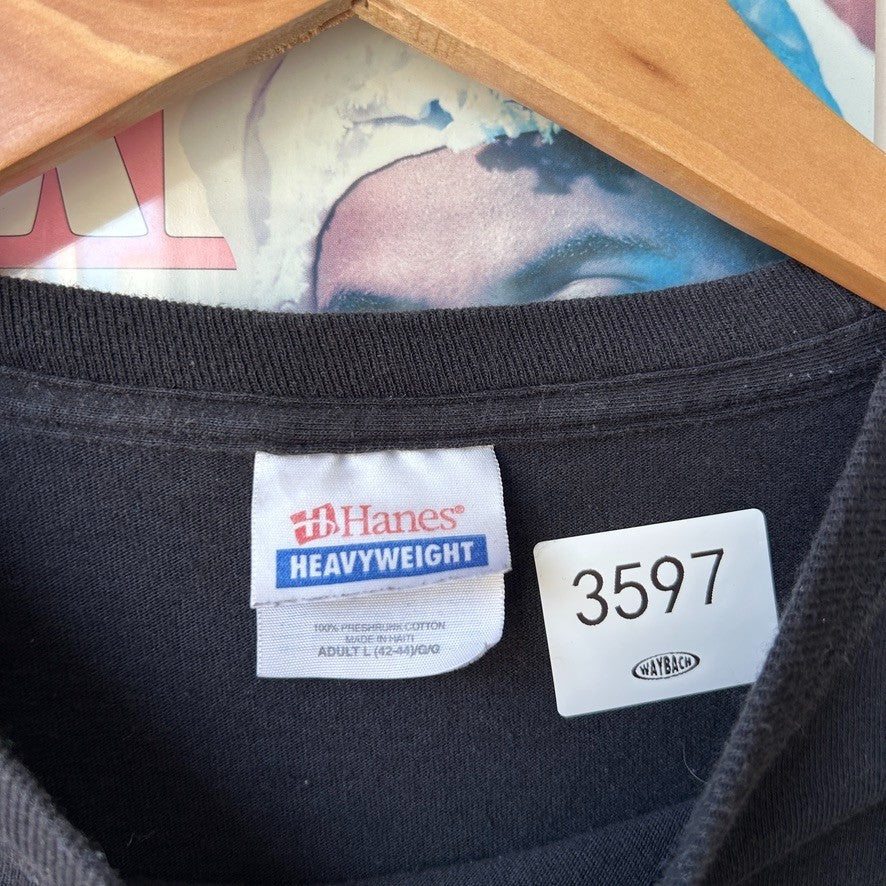 Hanes®
HEAVYWEIGHT
100% PRESHRUNK COTTON
MADE IN HAITI
ADULT L (42-44)/G/G
3597
WAYBACH